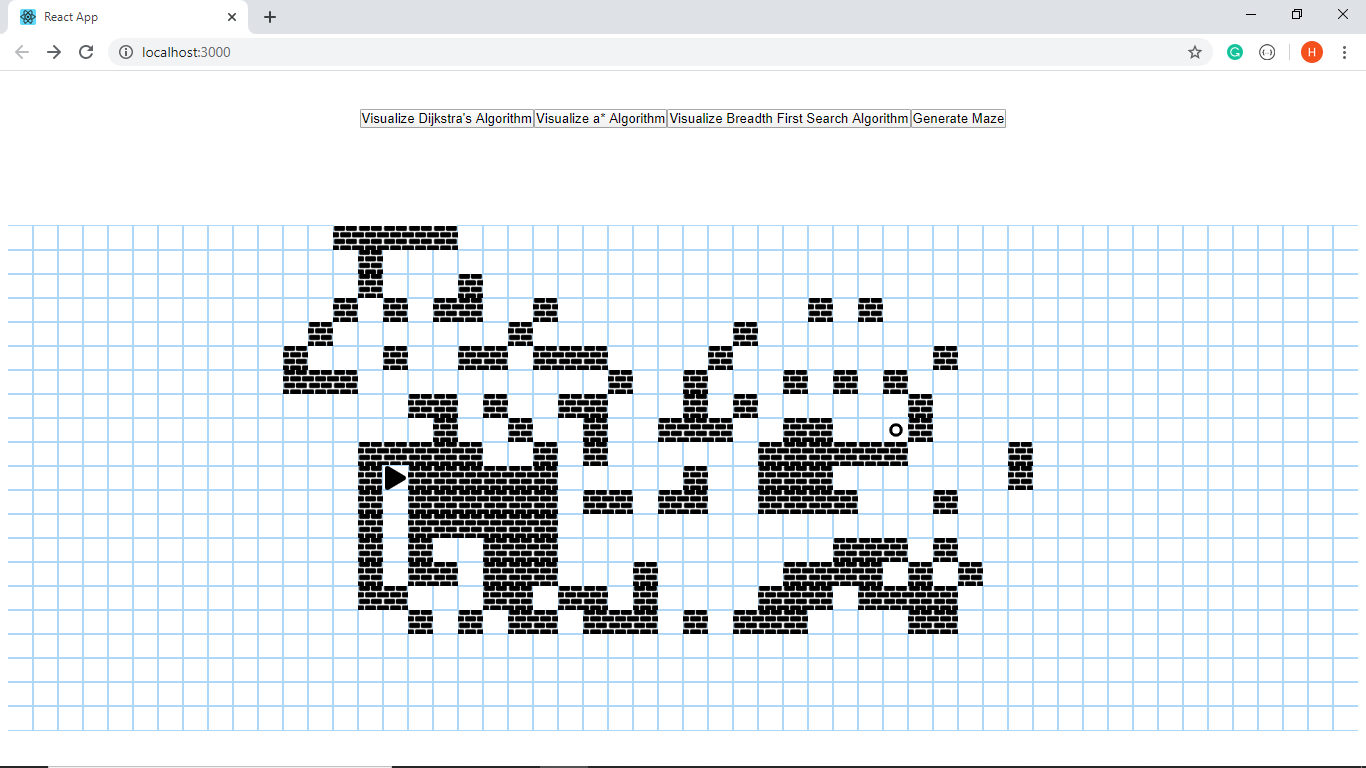 React App
localhost:3000
H
Visualize Dijkstra's Algorithm Visualize a* Algorithm Visualize Breadth First Search Algorithm Generate Maze